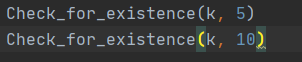 Check_for_existence(k, 5)
Check_for_existence(k, 10)